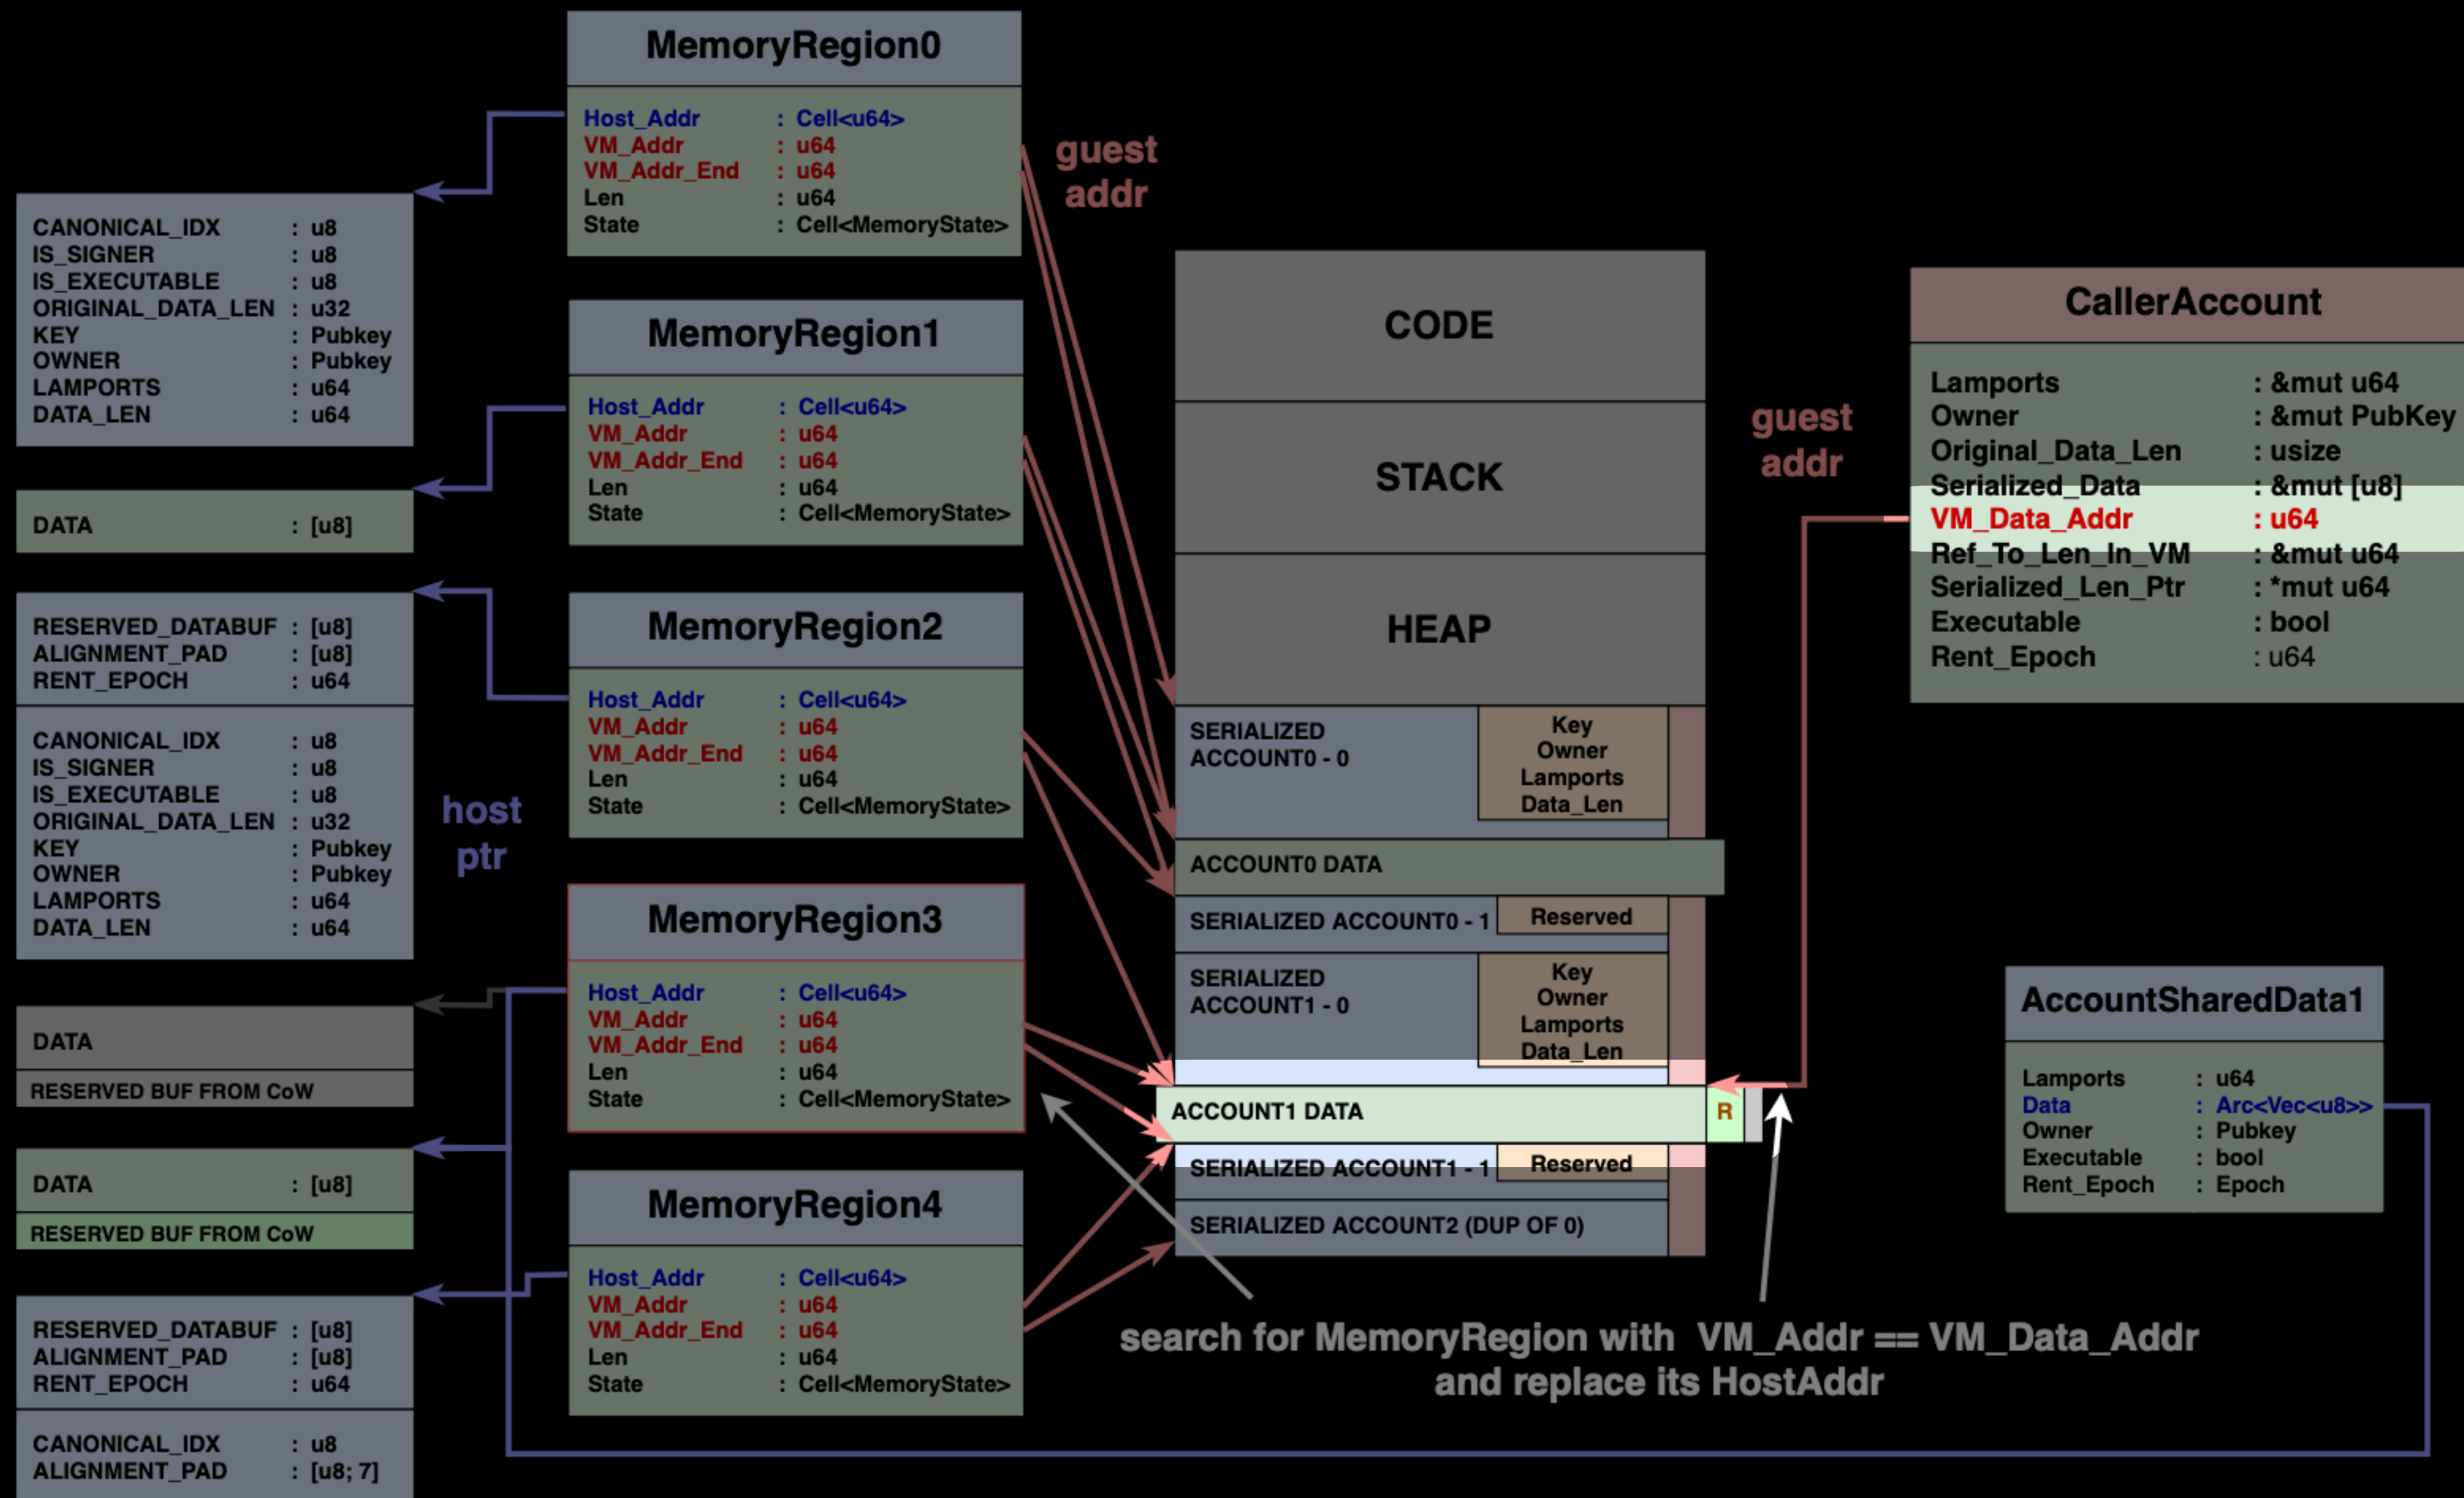 MemoryRegion0
Host_Addr : Cell<u64>
VM_Addr : u64
VM_Addr_End : u64
Len : u64
State : Cell<MemoryState>
MemoryRegion1
Host_Addr : Cell<u64>
VM_Addr : u64
VM_Addr_End : u64
Len : u64
State : Cell<MemoryState>
MemoryRegion2
Host_Addr : Cell<u64>
VM_Addr : u64
VM_Addr_End : u64
Len : u64
State : Cell<MemoryState>
MemoryRegion3
Host_Addr : Cell<u64>
VM_Addr : u64
VM_Addr_End : u64
Len : u64
State : Cell<MemoryState>
MemoryRegion4
Host_Addr : Cell<u64>
VM_Addr : u64
VM_Addr_End : u64
Len : u64
State : Cell<MemoryState>
CANONICAL_IDX : u8
IS_SIGNER : u8
IS_EXECUTABLE : u8
ORIGINAL_DATA_LEN : u32
KEY : Pubkey
OWNER : Pubkey
LAMPORTS : u64
DATA_LEN : u64
DATA : [u8]
RESERVED_DATABUF : [u8]
ALIGNMENT_PAD : [u8]
RENT_EPOCH : u64
CANONICAL_IDX : u8
IS_SIGNER : u8
IS_EXECUTABLE : u8
ORIGINAL_DATA_LEN : u32
KEY : Pubkey
OWNER : Pubkey
LAMPORTS : u64
DATA_LEN : u64
DATA
RESERVED BUF FROM CoW
DATA : [u8]
RESERVED BUF FROM CoW
RESERVED_DATABUF : [u8]
ALIGNMENT_PAD : [u8]
RENT_EPOCH : u64
CANONICAL_IDX : u8
ALIGNMENT_PAD : [u8; 7]
host
ptr
guest
addr
CODE
STACK
HEAP
SERIALIZED
ACCOUNT0 - 0
Key
Owner
Lamports
Data_Len
ACCOUNT0 DATA
SERIALIZED ACCOUNT0 - 1
Reserved
SERIALIZED
ACCOUNT1 - 0
Key
Owner
Lamports
Data_Len
ACCOUNT1 DATA
R
SERIALIZED ACCOUNT1 - 1
Reserved
SERIALIZED ACCOUNT2 (DUP OF 0)
guest
addr
CallerAccount
Lamports : &mut u64
Owner : &mut PubKey
Original_Data_Len : usize
Serialized_Data : &mut [u8]
VM_Data_Addr : u64
Ref_To_Len_In_VM : &mut u64
Serialized_Len_Ptr : *mut u64
Executable : bool
Rent_Epoch : u64
AccountSharedData1
Lamports : u64
Data : Arc<Vec<u8>>
Owner : Pubkey
Executable : bool
Rent_Epoch : Epoch
search for MemoryRegion with VM_Addr == VM_Data_Addr
and replace its HostAddr